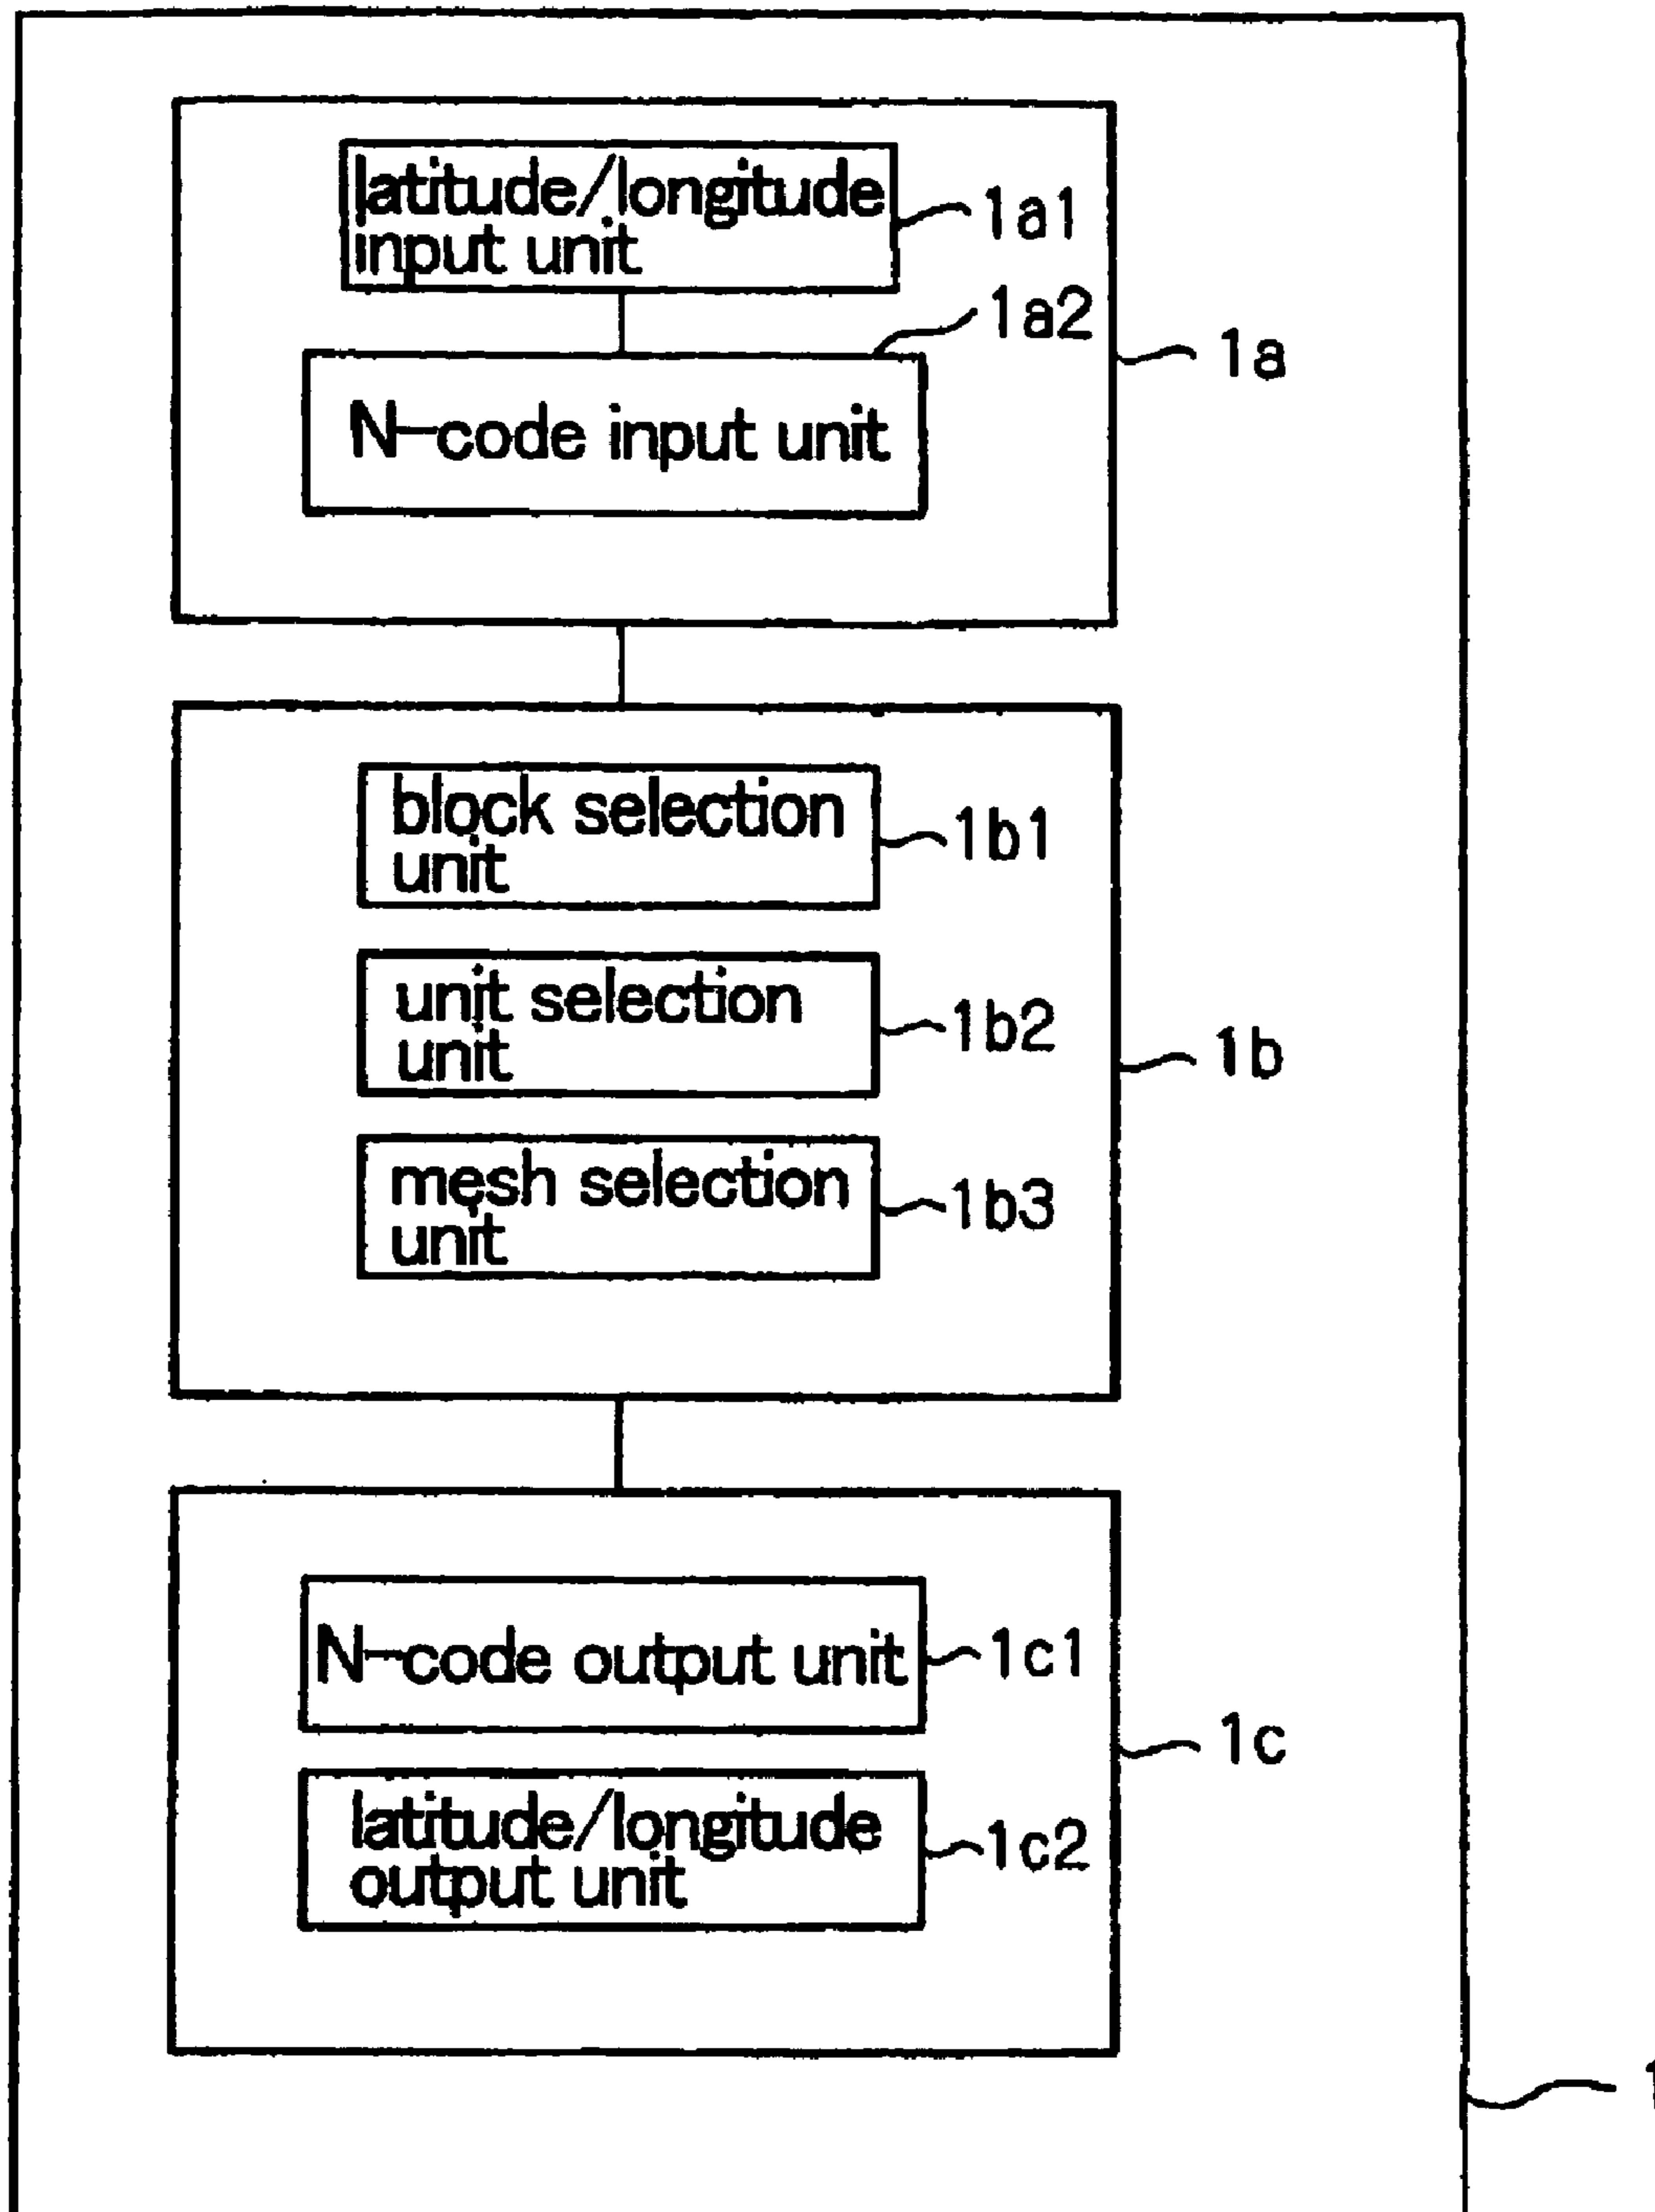 latitude/longitude
input unit
1a1
1a2
N-code input unit
1a
block selection
unit
1b1
unit selection
unit
1b2
1b
mesh selection
unit
1b3
N-code output unit
1c1
1c
latitude/longitude
output unit
1c2
1